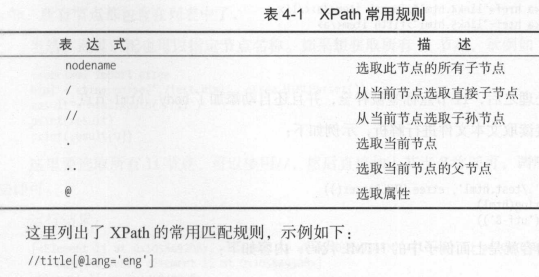 表 4-1 XPath 常用规则
表 达 式 描 述
nodename 选取此节点的所有子节点
/ 从当前节点选取直接子节点
// 从当前节点选取子孙节点
. 选取当前节点
.. 选取当前节点的父节点
@ 选取属性
这里列出了 XPath 的常用匹配规则，示例如下：
//title[@lang='eng']